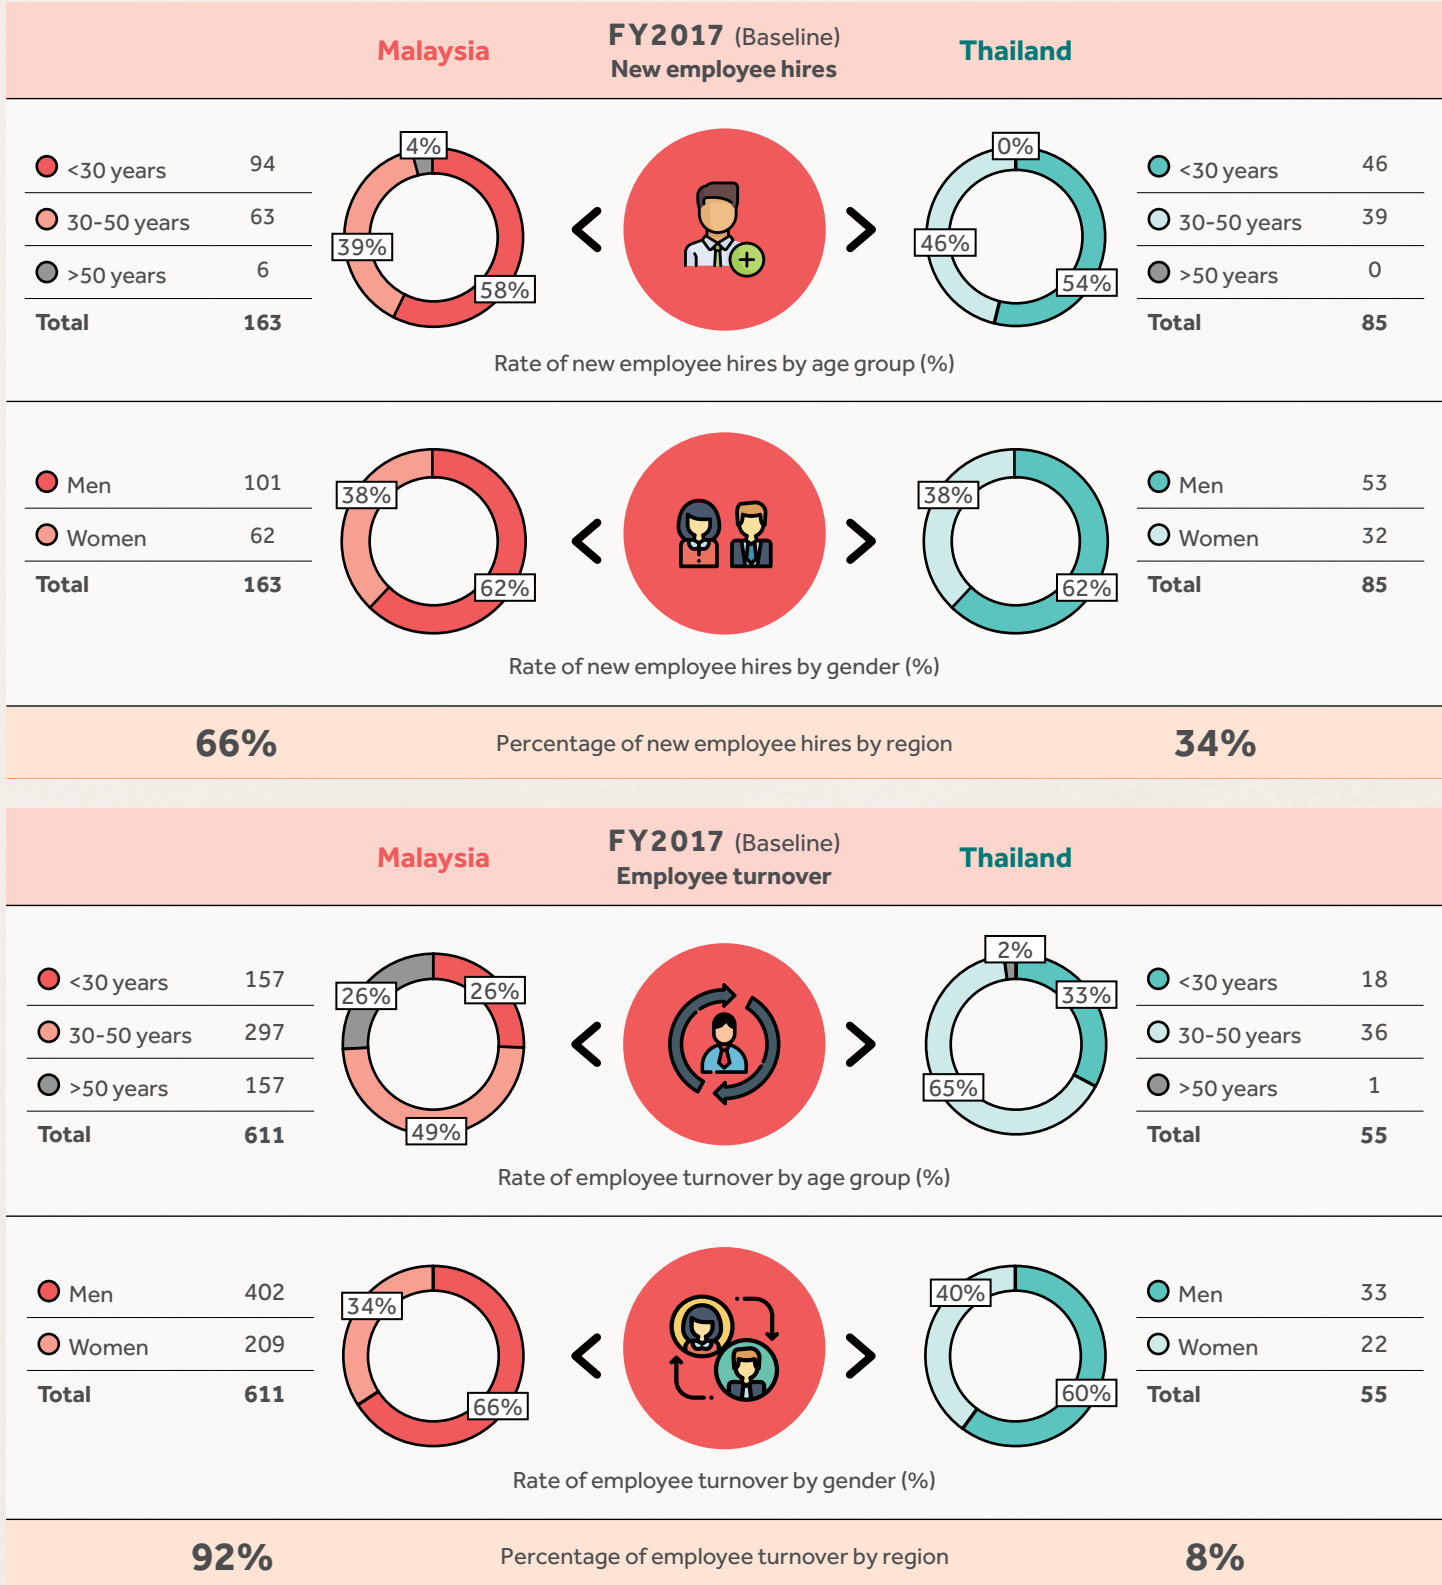 Malaysia
FY2017 (Baseline)
New employee hires
Thailand
<30 years 94
30-50 years 63
>50 years 6
Total 163
4%
39%
58%
0%
46%
54%
<30 years 46
30-50 years 39
>50 years 0
Total 85
Rate of new employee hires by age group (%)
Men 101
Women 62
Total 163
38%
62%
38%
62%
Men 53
Women 32
Total 85
Rate of new employee hires by gender (%)
66% Percentage of new employee hires by region 34%
Malaysia
FY2017 (Baseline)
Employee turnover
Thailand
<30 years 157
30-50 years 297
>50 years 157
Total 611
26%
26%
49%
2%
33%
65%
<30 years 18
30-50 years 36
>50 years 1
Total 55
Rate of employee turnover by age group (%)
Men 402
Women 209
Total 611
34%
66%
40%
60%
Men 33
Women 22
Total 55
Rate of employee turnover by gender (%)
92% Percentage of employee turnover by region 8%